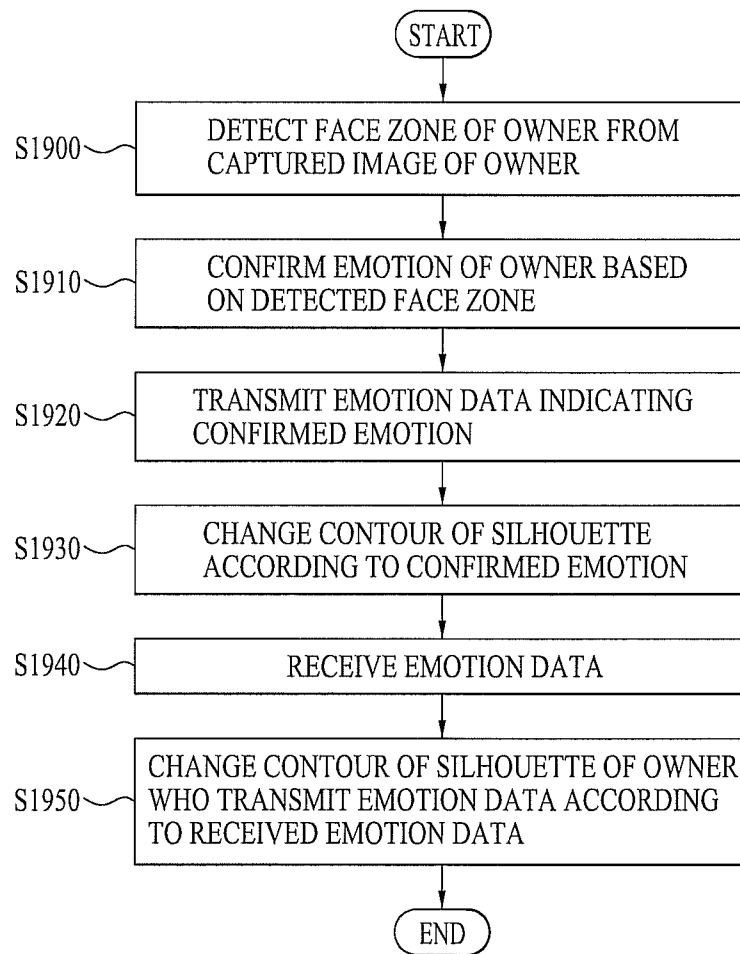 START
S1900
DETECT FACE ZONE OF OWNER FROM
CAPTURED IMAGE OF OWNER
S1910
CONFIRM EMOTION OF OWNER BASED
ON DETECTED FACE ZONE
S1920
TRANSMIT EMOTION DATA INDICATING
CONFIRMED EMOTION
S1930
CHANGE CONTOUR OF SILHOUETTE
ACCORDING TO CONFIRMED EMOTION
S1940
RECEIVE EMOTION DATA
S1950
CHANGE CONTOUR OF SILHOUETTE OF OWNER
WHO TRANSMIT EMOTION DATA ACCORDING
TO RECEIVED EMOTION DATA
END